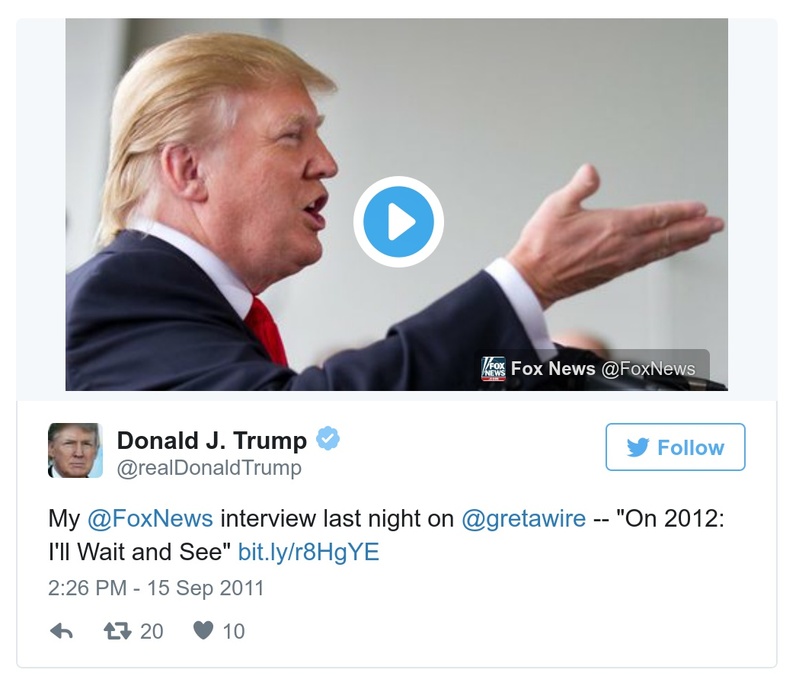 FOX
NEWS
Fox News @FoxNews
Donald J. Trump
@realDonaldTrump
Follow
My @FoxNews interview last night on @gretawire -- "On 2012:
I'll Wait and See" bit.ly/r8HgYE
2:26 PM - 15 Sep 2011
20 10